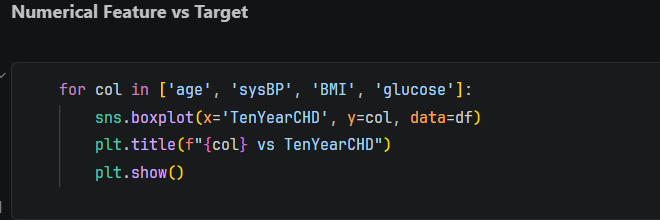 Numerical Feature vs Target
for col in ['age', 'sysBP', 'BMI', 'glucose']:
    sns.boxplot(x='TenYearCHD', y=col, data=df)
    plt.title(f"{col} vs TenYearCHD")
    plt.show()